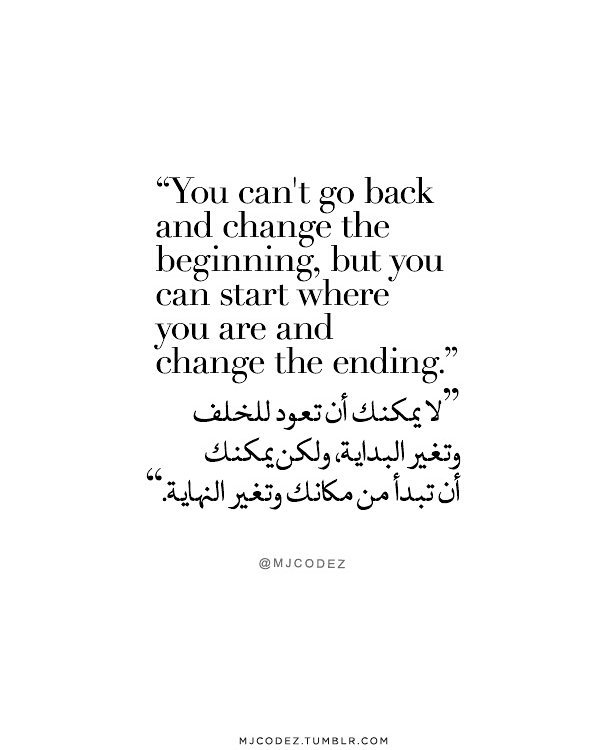 “You can't go back
and change the
beginning, but you
can start where
you are and
change the ending.”
”لا يمكنك أن تعود للخلف
وتغير البداية، ولكن يمكنك
أن تبدأ من مكانك وتغير النهاية.“
@MJCODEZ
MJCODEZ.TUMBLR.COM